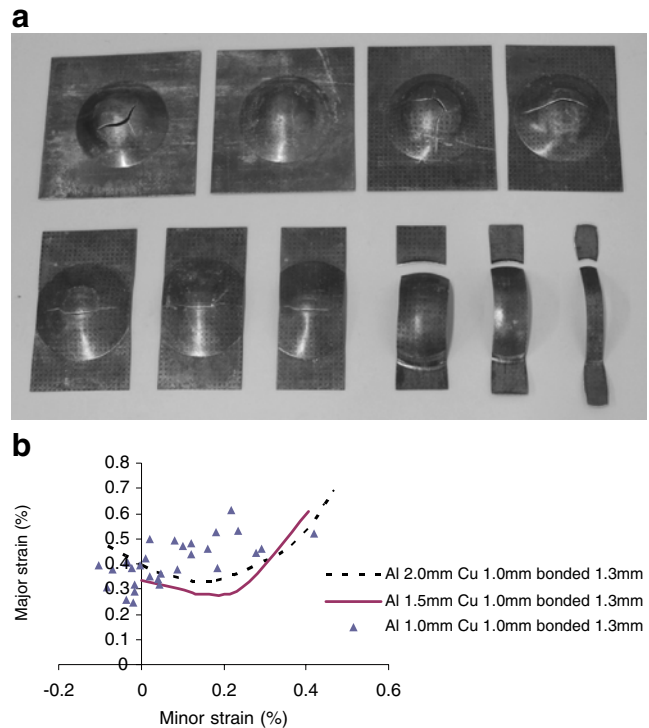 a
b
0.8
0.7
0.6
0.5
0.4
0.3
0.2
0.1
0
Major strain (%)
-0.2 0 0.2 0.4 0.6
Minor strain (%)
Al 2.0mm Cu 1.0mm bonded 1.3mm
Al 1.5mm Cu 1.0mm bonded 1.3mm
Al 1.0mm Cu 1.0mm bonded 1.3mm